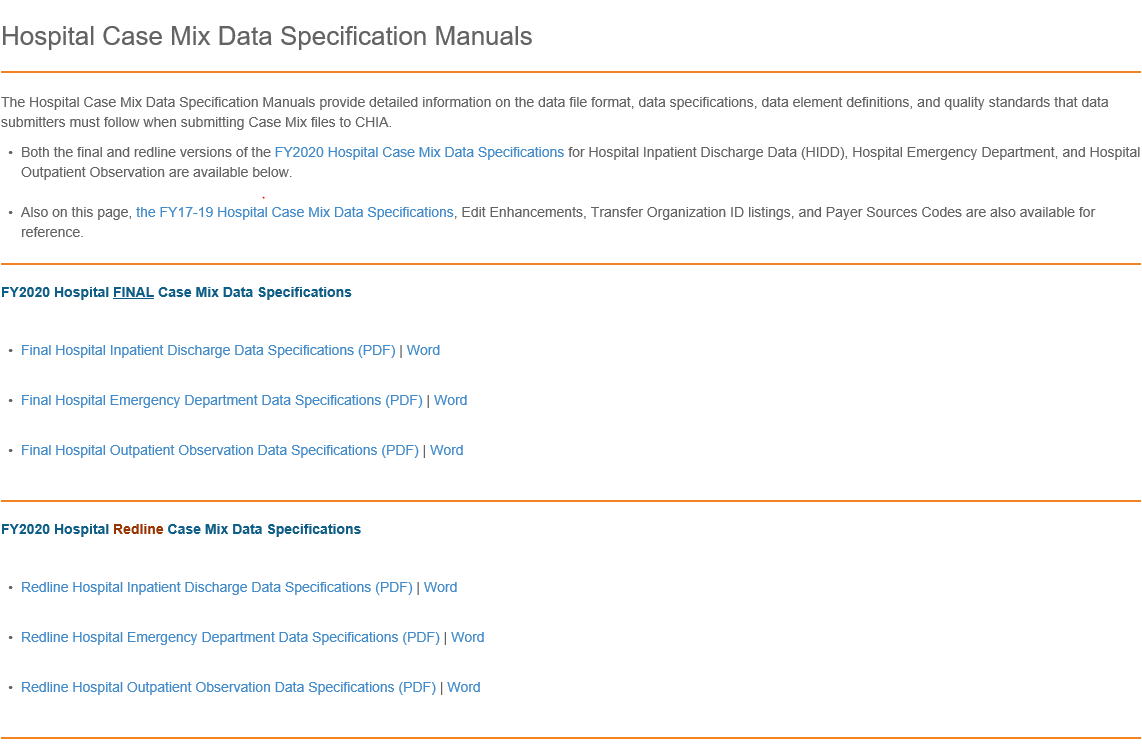 Hospital Case Mix Data Specification Manuals
The Hospital Case Mix Data Specification Manuals provide detailed information on the data file format, data specifications, data element definitions, and quality standards that data
submitters must follow when submitting Case Mix files to CHIA.
• Both the final and redline versions of the FY2020 Hospital Case Mix Data Specifications for Hospital Inpatient Discharge Data (HIDD), Hospital Emergency Department, and Hospital
Outpatient Observation are available below.
• Also on this page, the FY17-19 Hospital Case Mix Data Specifications, Edit Enhancements, Transfer Organization ID listings, and Payer Sources Codes are also available for
reference.
FY2020 Hospital FINAL Case Mix Data Specifications
• Final Hospital Inpatient Discharge Data Specifications (PDF) | Word
• Final Hospital Emergency Department Data Specifications (PDF) | Word
• Final Hospital Outpatient Observation Data Specifications (PDF) | Word
FY2020 Hospital Redline Case Mix Data Specifications
• Redline Hospital Inpatient Discharge Data Specifications (PDF) | Word
• Redline Hospital Emergency Department Data Specifications (PDF) | Word
• Redline Hospital Outpatient Observation Data Specifications (PDF) | Word